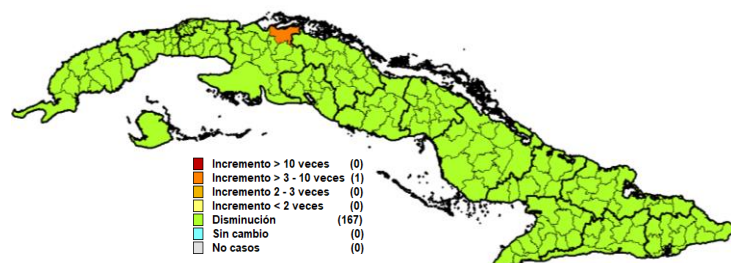 Incremento > 10 veces (0)
Incremento > 3 - 10 veces (1)
Incremento 2 - 3 veces (0)
Incremento < 2 veces (0)
Disminución (167)
Sin cambio (0)
No casos (0)